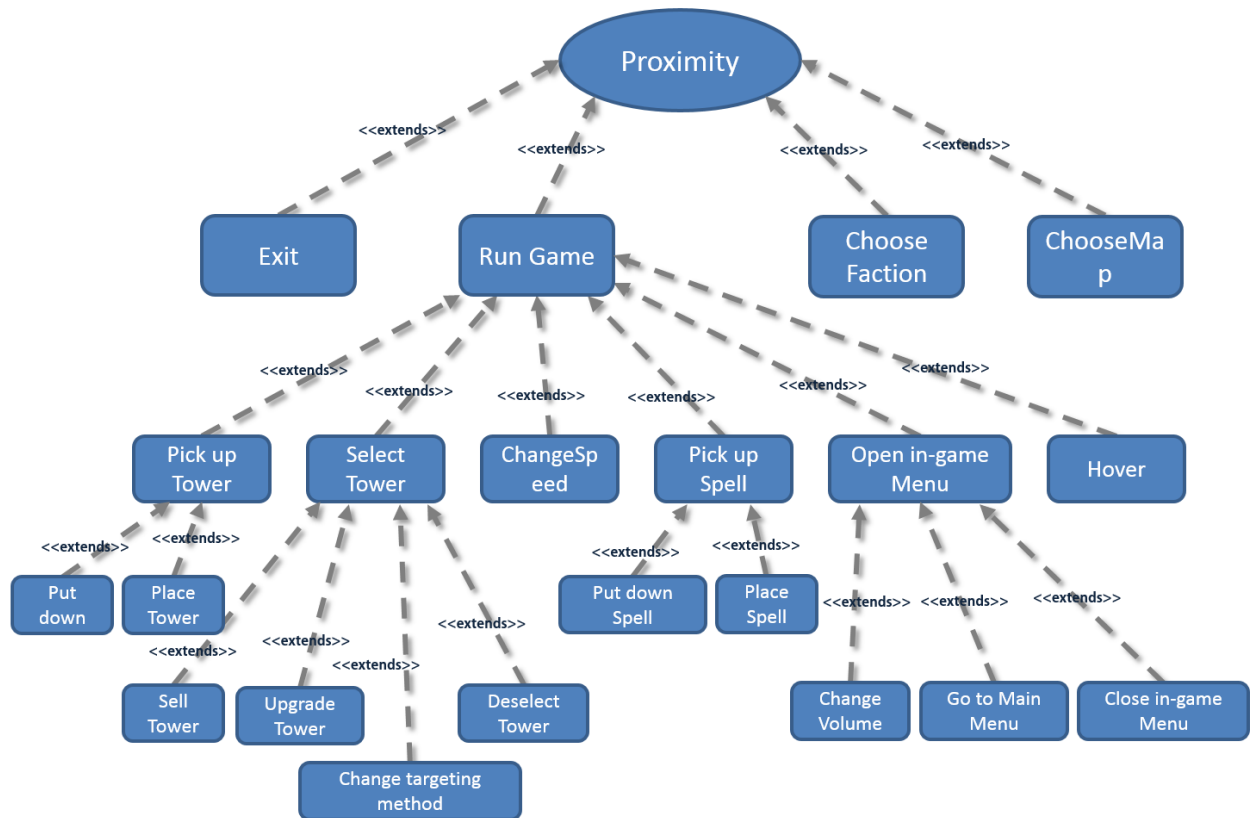 Proximity
<<extends>>
<<extends>>
<<extends>>
<<extends>>
Exit
Run Game
Choose
Faction
ChooseMa
p
<<extends>>
<<extends>>
<<extends>>
<<extends>>
<<extends>>
<<extends>>
Pick up
Tower
Select
Tower
ChangeSp
eed
Pick up
Spell
Open in-game
Menu
Hover
<<extends>>
<<extends>>
<<extends>>
<<extends>>
Put
down
Place
Tower
Put down
Spell
Place
Spell
<<extends>>
<<extends>>
<<extends>>
<<extends>>
<<extends>>
<<extends>>
<<extends>>
Sell
Tower
Upgrade
Tower
Deselect
Tower
Change
Volume
Go to Main
Menu
Close in-game
Menu
Change targeting
method